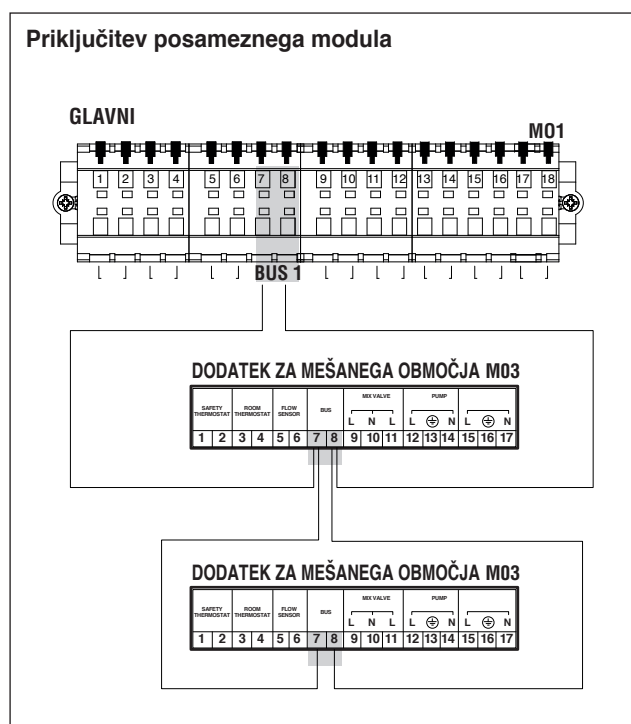 Priključitev posameznega modula
GLAVNI
M01
1 2 3 4 5 6 7 8 9 10 11 12 13 14 15 16 17 18
BUS 1
DODATEK ZA MEŠANEGA OBMOČJA M03
SAFETY THERMOSTAT ROOM THERMOSTAT FLOW SENSOR BUS MIX VALVE PUMP
L N L L N L N
1 2 3 4 5 6 7 8 9 10 11 12 13 14 15 16 17
DODATEK ZA MEŠANEGA OBMOČJA M03
SAFETY THERMOSTAT ROOM THERMOSTAT FLOW SENSOR BUS MIX VALVE PUMP
L N L L N L N
1 2 3 4 5 6 7 8 9 10 11 12 13 14 15 16 17